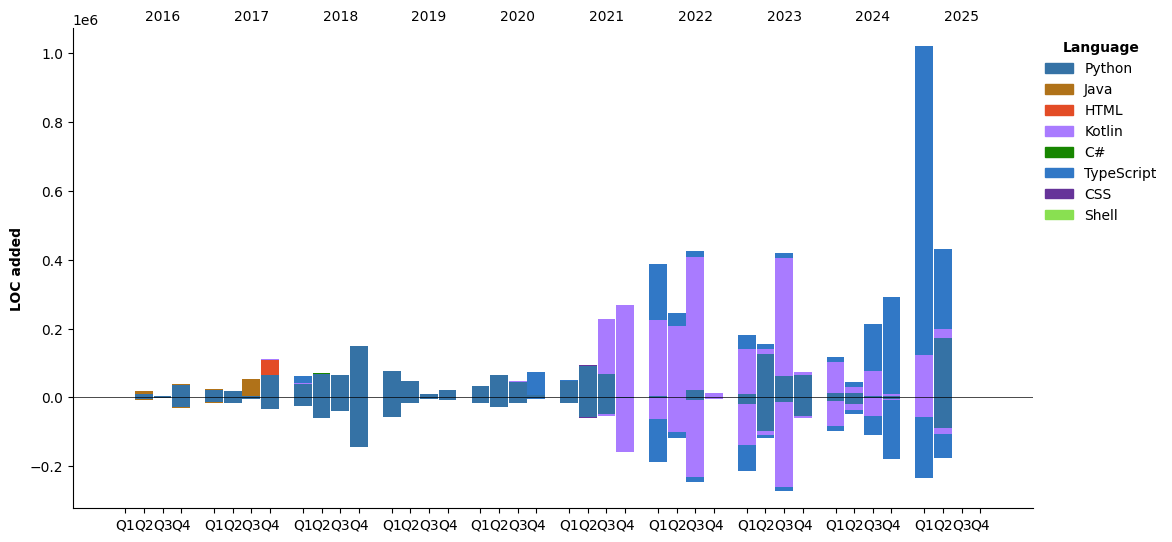 1e6
2016 2017 2018 2019 2020 2021 2022 2023 2024 2025
Language
Python
Java
HTML
Kotlin
C#
TypeScript
CSS
Shell
LOC added
1.0
0.8
0.6
0.4
0.2
0.0
−0.2
Q1Q2Q3Q4 Q1Q2Q3Q4 Q1Q2Q3Q4 Q1Q2Q3Q4 Q1Q2Q3Q4 Q1Q2Q3Q4 Q1Q2Q3Q4 Q1Q2Q3Q4 Q1Q2Q3Q4 Q1Q2Q3Q4